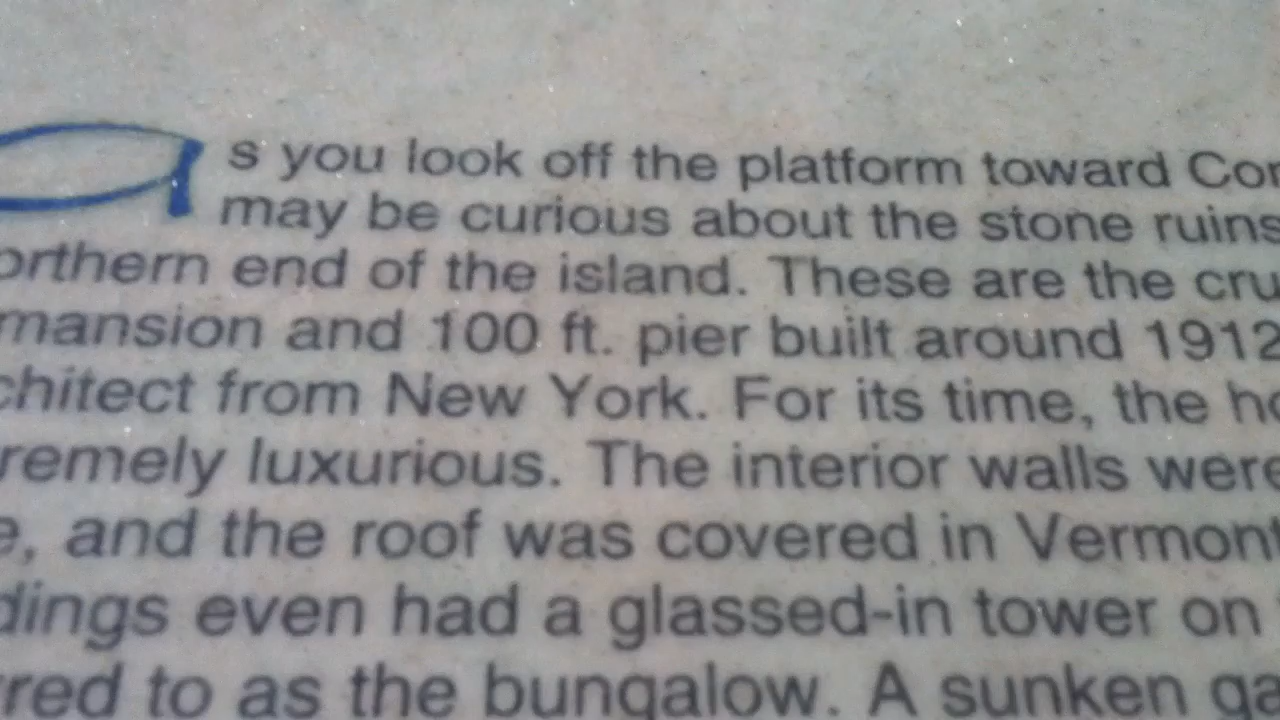 s you look off the platform toward Cor
may be curious about the stone ruins
orthern end of the island. These are the cru
mansion and 100 ft. pier built around 1912
chitect from New York. For its time, the ho
remely luxurious. The interior walls were
e, and the roof was covered in Vermont
dings even had a glassed-in tower on
rred to as the bungalow. A sunken ga